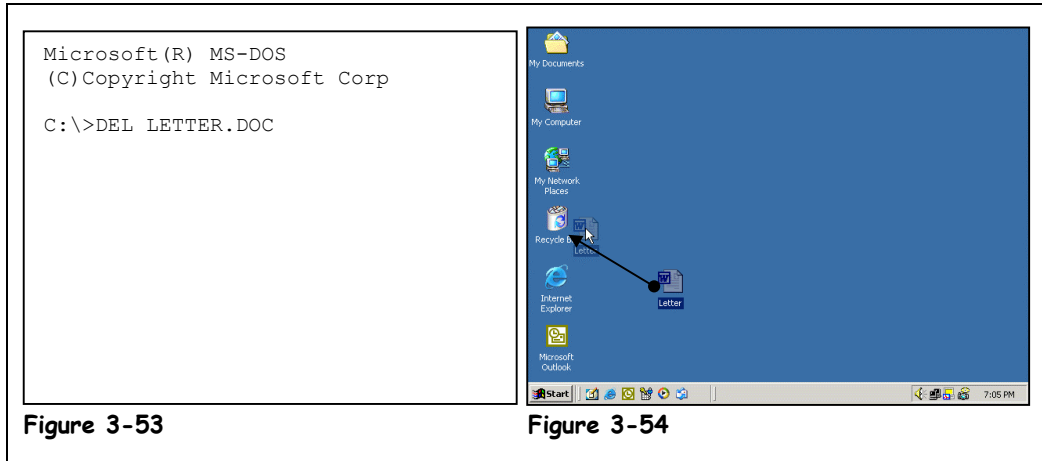 Microsoft(R) MS-DOS
(C)Copyright Microsoft Corp
C:\>DEL LETTER.DOC
My Documents
My Computer
My Network
Places
Recycle B
Letter
Internet
Explorer
Letter
Microsoft
Outlook
Start
7:05 PM
Figure 3-53
Figure 3-54